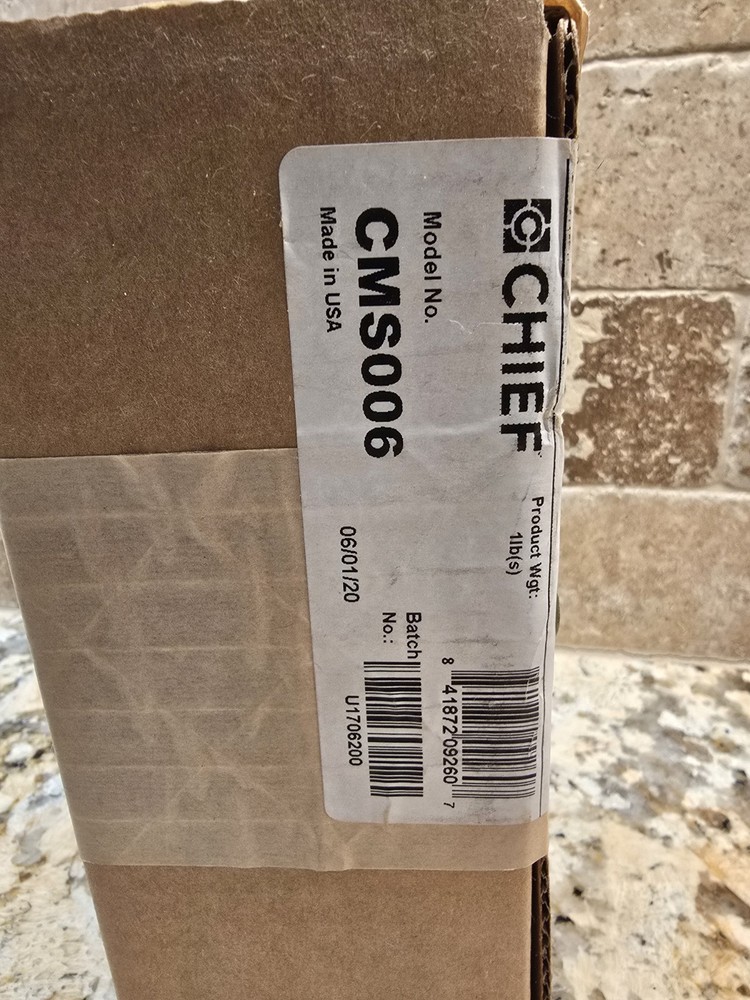 CHIEF
Product Wgt:
1lb(s)
Model No.
CMS006
Made in USA
06/01/20
Batch
No.:
U1706200
8 41872 09260 7